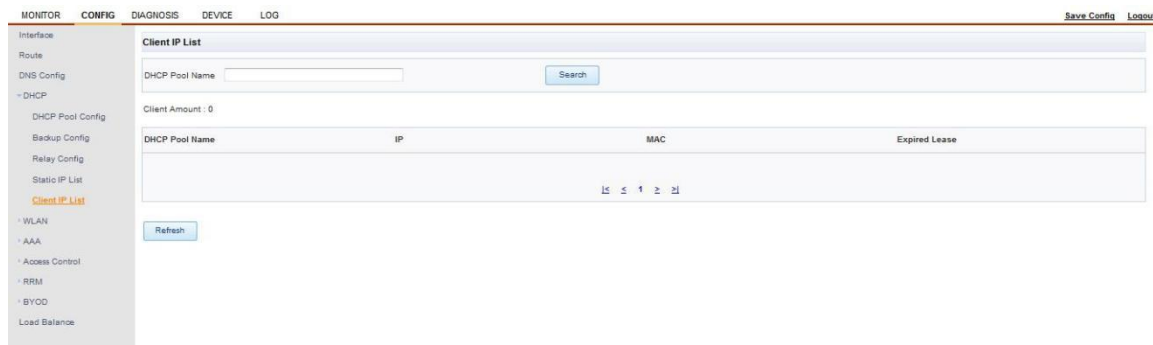 MONITOR CONFIG DIAGNOSIS DEVICE LOG Save Config Logou
Interface
Route
DNS Config
DHCP
DHCP Pool Config
Backup Config
Relay Config
Static IP List
Client IP List
WLAN
AAA
Access Control
RRM
BYOD
Load Balance
Client IP List
DHCP Pool Name Search
Client Amount : 0
DHCP Pool Name IP MAC Expired Lease
|< < 1 > >|
Refresh